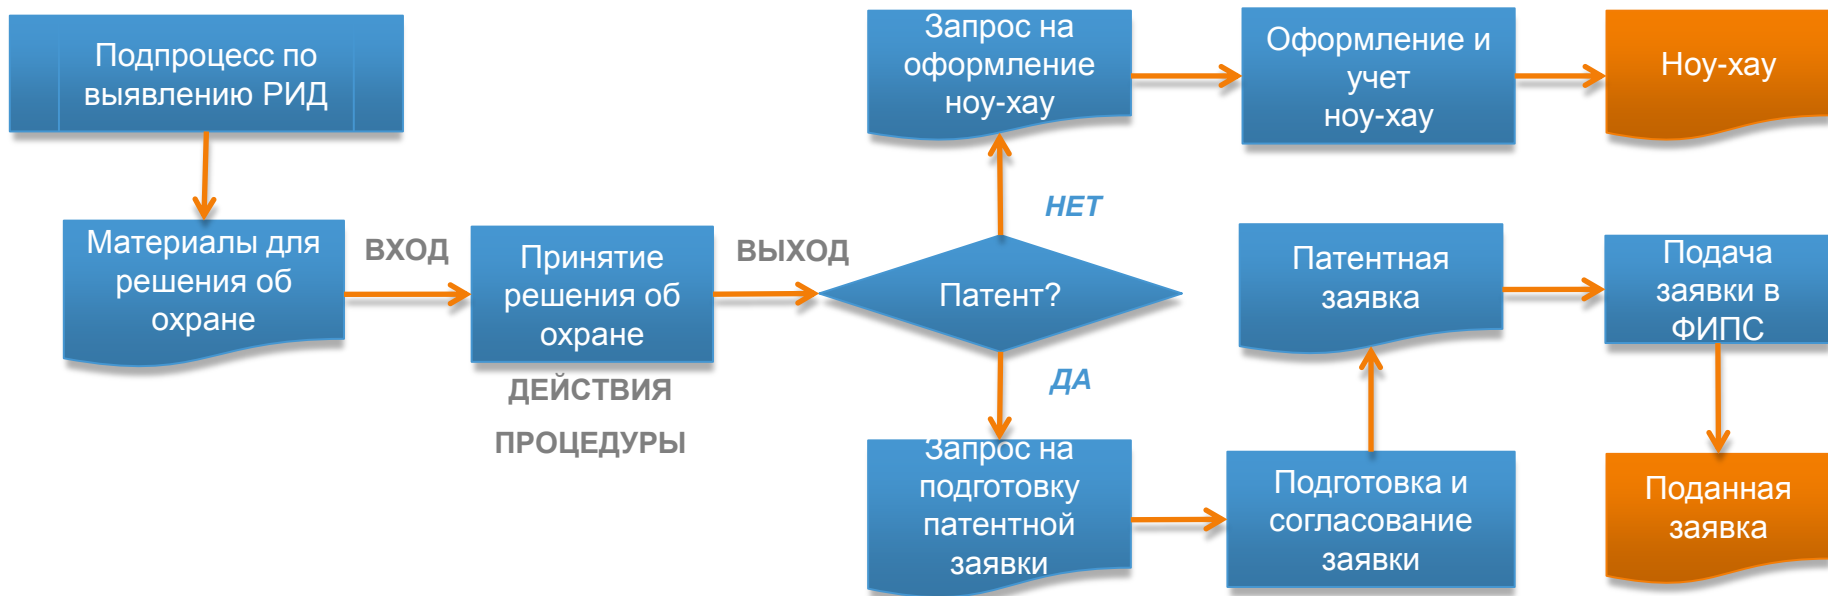 Подпроцесс по
выявлению РИД
Материалы для
решения об
охране
ВХОД
Принятие
решения об
охране
ДЕЙСТВИЯ
ПРОЦЕДУРЫ
ВЫХОД
Патент?
НЕТ
Запрос на
оформление
ноу-хау
Оформление и
учет
ноу-хау
Ноу-хау
ДА
Запрос на
подготовку
патентной
заявки
Подготовка и
согласование
заявки
Патентная
заявка
Подача
заявки в
ФИПС
Поданная
заявка